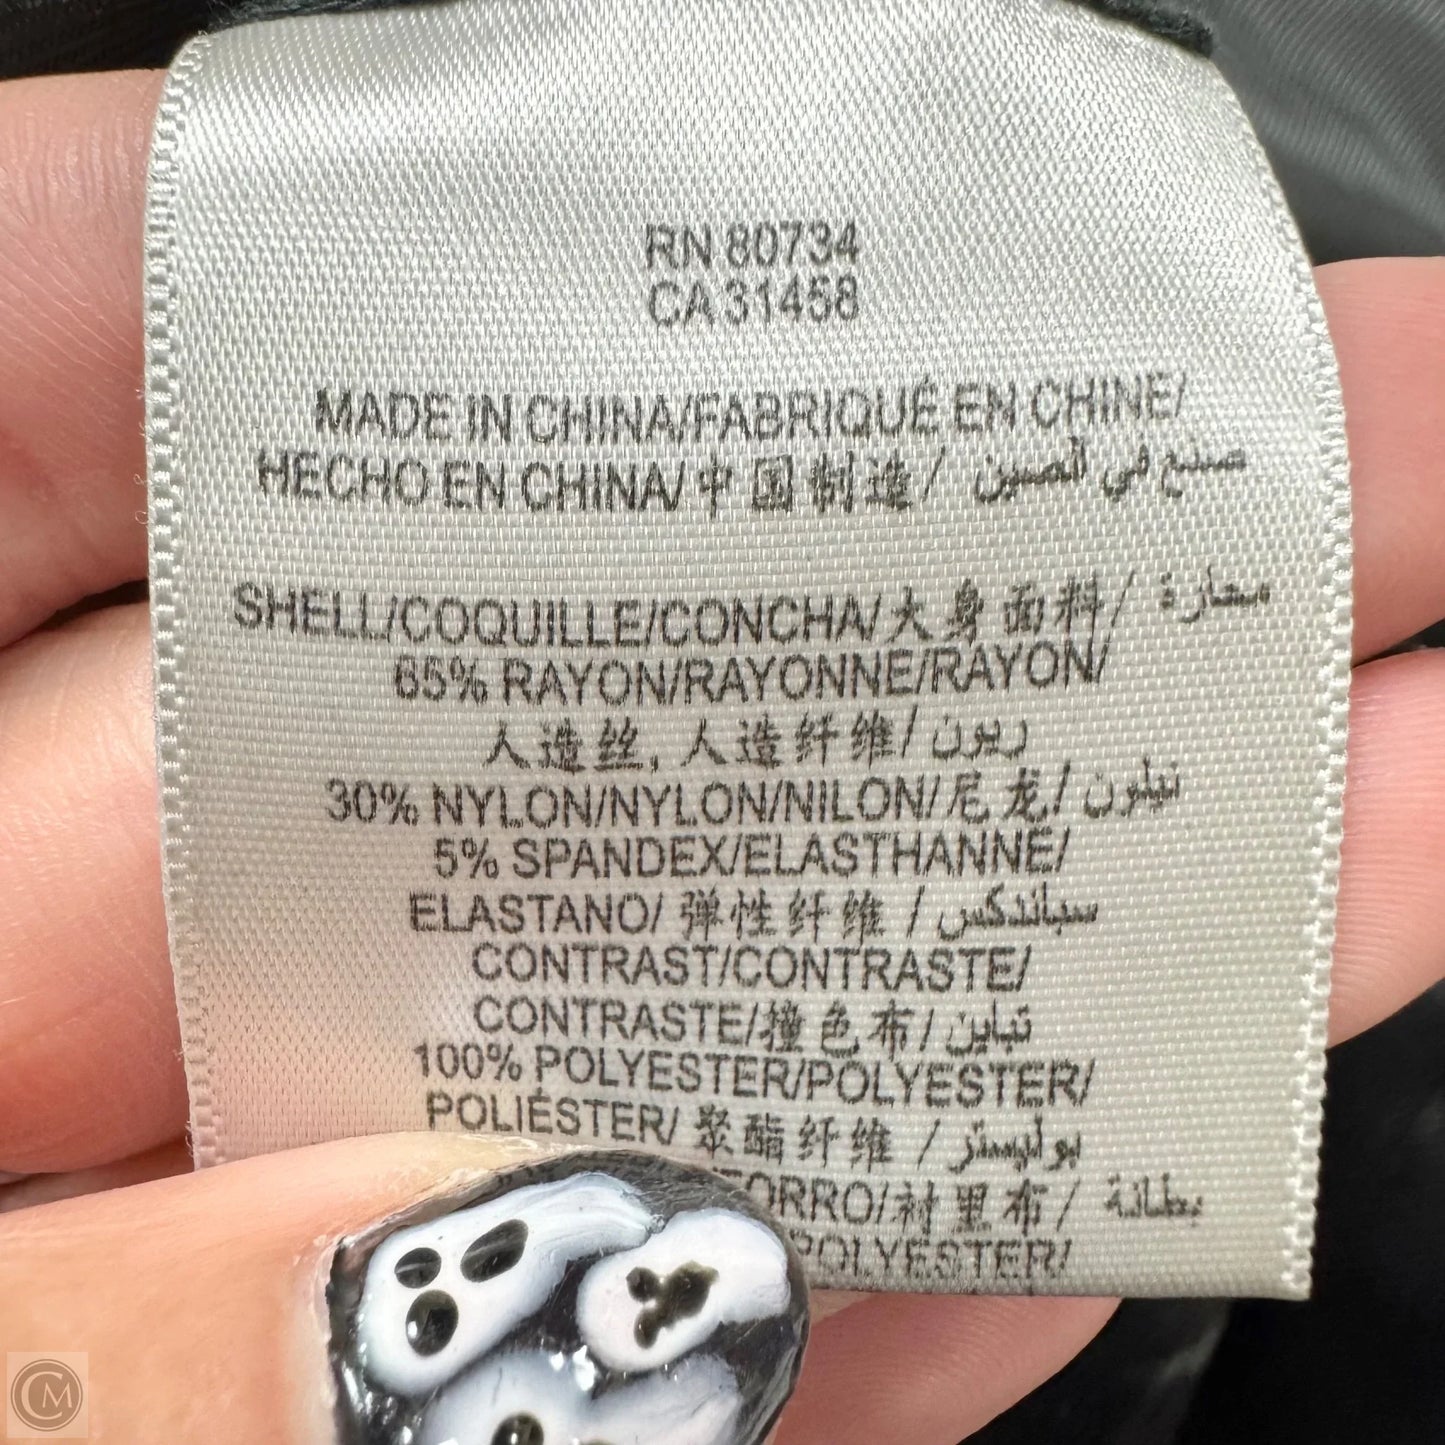 RN 80734
CA 31458
MADE IN CHINA/FABRIQUÉ EN CHINE/
HECHO EN CHINA/ 中国制造/ صنع في الصين
SHELL/COQUILLE/CONCHA/大身面料/ ستارة
65% RAYON/RAYONNE/RAYON/
人造丝, 人造纤维/ ريون
30% NYLON/NYLON/NILON/尼龙/ نيلون
5% SPANDEX/ELASTHANNE/
ELASTANO/ 弹性纤维 / سباندكس
CONTRAST/CONTRASTE/
CONTRASTE/撞色布/ تباين
100% POLYESTER/POLYESTER/
POLIÉSTER/ 聚酯纤维 / بوليستر
ORRO/衬里布/ بطانة
POLYESTER/
CM